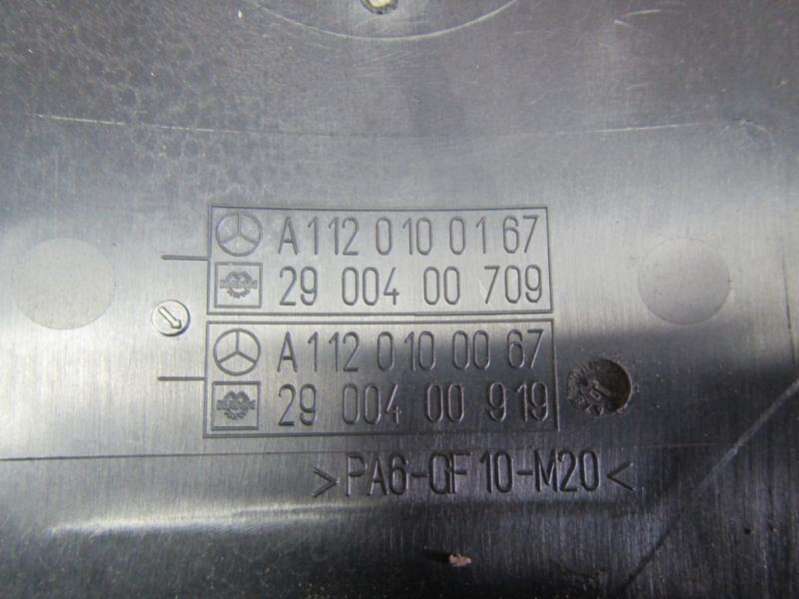 A 112 010 01 67
29 004 00 709
A 112 010 00 67
29 004 00 919
>PA6-GF10-M20<